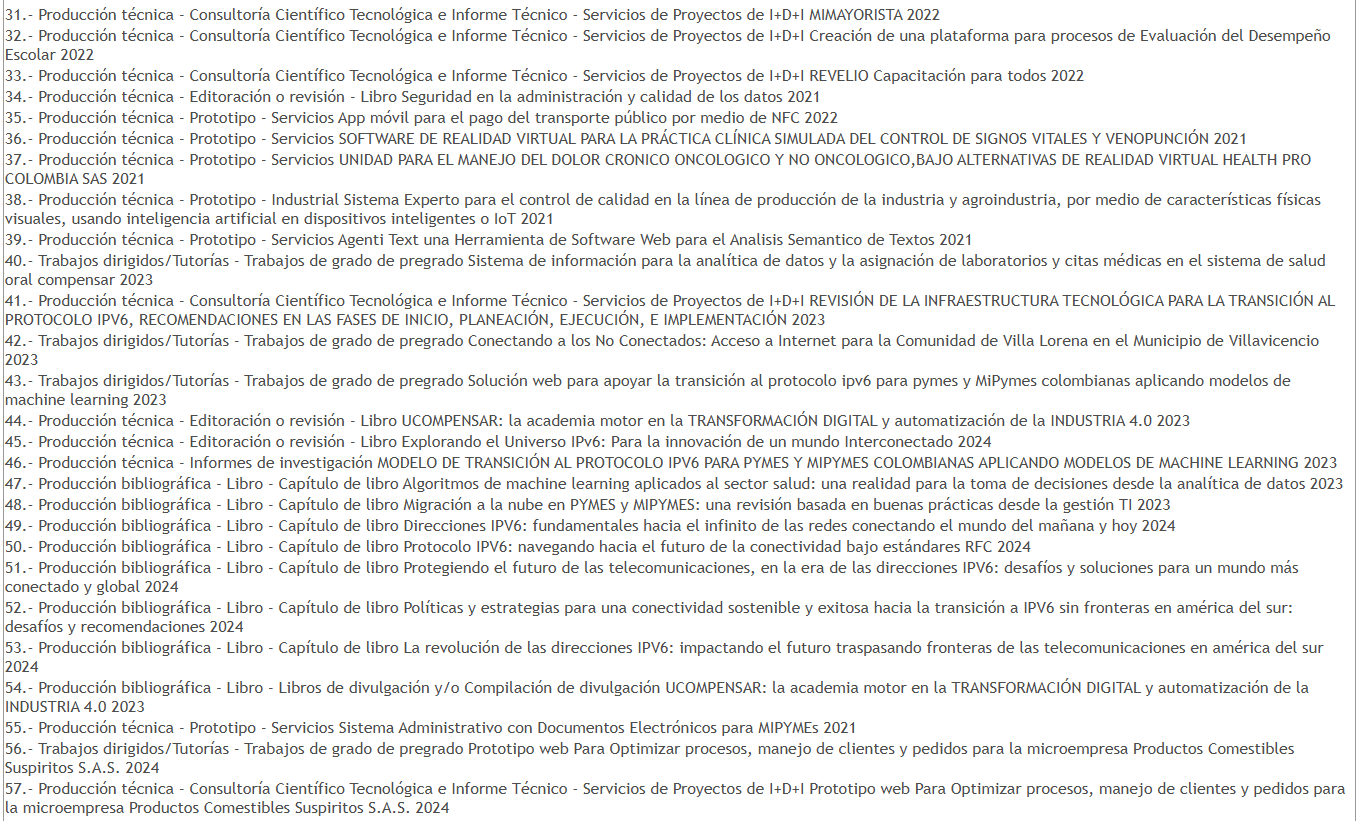 31.- Producción técnica - Consultoría Científico Tecnológica e Informe Técnico - Servicios de Proyectos de I+D+I MIMAYORISTA 2022
32.- Producción técnica - Consultoría Científico Tecnológica e Informe Técnico - Servicios de Proyectos de I+D+I Creación de una plataforma para procesos de Evaluación del Desempeño
Escolar 2022
33.- Producción técnica - Consultoría Científico Tecnológica e Informe Técnico - Servicios de Proyectos de I+D+I REVELIO Capacitación para todos 2022
34.- Producción técnica - Editoración o revisión - Libro Seguridad en la administración y calidad de los datos 2021
35.- Producción técnica - Prototipo - Servicios App móvil para el pago del transporte público por medio de NFC 2022
36.- Producción técnica - Prototipo - Servicios SOFTWARE DE REALIDAD VIRTUAL PARA LA PRÁCTICA CLÍNICA SIMULADA DEL CONTROL DE SIGNOS VITALES Y VENOPUNCIÓN 2021
37.- Producción técnica - Prototipo - Servicios UNIDAD PARA EL MANEJO DEL DOLOR CRONICO ONCOLOGICO Y NO ONCOLOGICO,BAJO ALTERNATIVAS DE REALIDAD VIRTUAL HEALTH PRO
COLOMBIA SAS 2021
38.- Producción técnica - Prototipo - Industrial Sistema Experto para el control de calidad en la línea de producción de la industria y agroindustria, por medio de características físicas
visuales, usando inteligencia artificial en dispositivos inteligentes o IoT 2021
39.- Producción técnica - Prototipo - Servicios Agenti Text una Herramienta de Software Web para el Analisis Semantico de Textos 2021
40.- Trabajos dirigidos/Tutorías - Trabajos de grado de pregrado Sistema de información para la analítica de datos y la asignación de laboratorios y citas médicas en el sistema de salud
oral compensar 2023
41.- Producción técnica - Consultoría Científico Tecnológica e Informe Técnico - Servicios de Proyectos de I+D+I REVISIÓN DE LA INFRAESTRUCTURA TECNOLÓGICA PARA LA TRANSICIÓN AL
PROTOCOLO IPV6, RECOMENDACIONES EN LAS FASES DE INICIO, PLANEACIÓN, EJECUCIÓN, E IMPLEMENTACIÓN 2023
42.- Trabajos dirigidos/Tutorías - Trabajos de grado de pregrado Conectando a los No Conectados: Acceso a Internet para la Comunidad de Villa Lorena en el Municipio de Villavicencio
2023
43.- Trabajos dirigidos/Tutorías - Trabajos de grado de pregrado Solución web para apoyar la transición al protocolo ipv6 para pymes y MiPymes colombianas aplicando modelos de
machine learning 2023
44.- Producción técnica - Editoración o revisión - Libro UCOMPENSAR: la academia motor en la TRANSFORMACIÓN DIGITAL y automatización de la INDUSTRIA 4.0 2023
45.- Producción técnica - Editoración o revisión - Libro Explorando el Universo IPv6: Para la innovación de un mundo Interconectado 2024
46.- Producción técnica - Informes de investigación MODELO DE TRANSICIÓN AL PROTOCOLO IPV6 PARA PYMES Y MIPYMES COLOMBIANAS APLICANDO MODELOS DE MACHINE LEARNING 2023
47.- Producción bibliográfica - Libro - Capítulo de libro Algoritmos de machine learning aplicados al sector salud: una realidad para la toma de decisiones desde la analítica de datos 2023
48.- Producción bibliográfica - Libro - Capítulo de libro Migración a la nube en PYMES y MIPYMES: una revisión basada en buenas prácticas desde la gestión TI 2023
49.- Producción bibliográfica - Libro - Capítulo de libro Direcciones IPV6: fundamentales hacia el infinito de las redes conectando el mundo del mañana y hoy 2024
50.- Producción bibliográfica - Libro - Capítulo de libro Protocolo IPV6: navegando hacia el futuro de la conectividad bajo estándares RFC 2024
51.- Producción bibliográfica - Libro - Capítulo de libro Protegiendo el futuro de las telecomunicaciones, en la era de las direcciones IPV6: desafíos y soluciones para un mundo más
conectado y global 2024
52.- Producción bibliográfica - Libro - Capítulo de libro Políticas y estrategias para una conectividad sostenible y exitosa hacia la transición a IPV6 sin fronteras en américa del sur:
desafíos y recomendaciones 2024
53.- Producción bibliográfica - Libro - Capítulo de libro La revolución de las direcciones IPV6: impactando el futuro traspasando fronteras de las telecomunicaciones en américa del sur
2024
54.- Producción bibliográfica - Libro - Libros de divulgación y/o Compilación de divulgación UCOMPENSAR: la academia motor en la TRANSFORMACIÓN DIGITAL y automatización de la
INDUSTRIA 4.0 2023
55.- Producción técnica - Prototipo - Servicios Sistema Administrativo con Documentos Electrónicos para MIPYMEs 2021
56.- Trabajos dirigidos/Tutorías - Trabajos de grado de pregrado Prototipo web Para Optimizar procesos, manejo de clientes y pedidos para la microempresa Productos Comestibles
Suspiritos S.A.S. 2024
57.- Producción técnica - Consultoría Científico Tecnológica e Informe Técnico - Servicios de Proyectos de I+D+I Prototipo web Para Optimizar procesos, manejo de clientes y pedidos para
la microempresa Productos Comestibles Suspiritos S.A.S. 2024